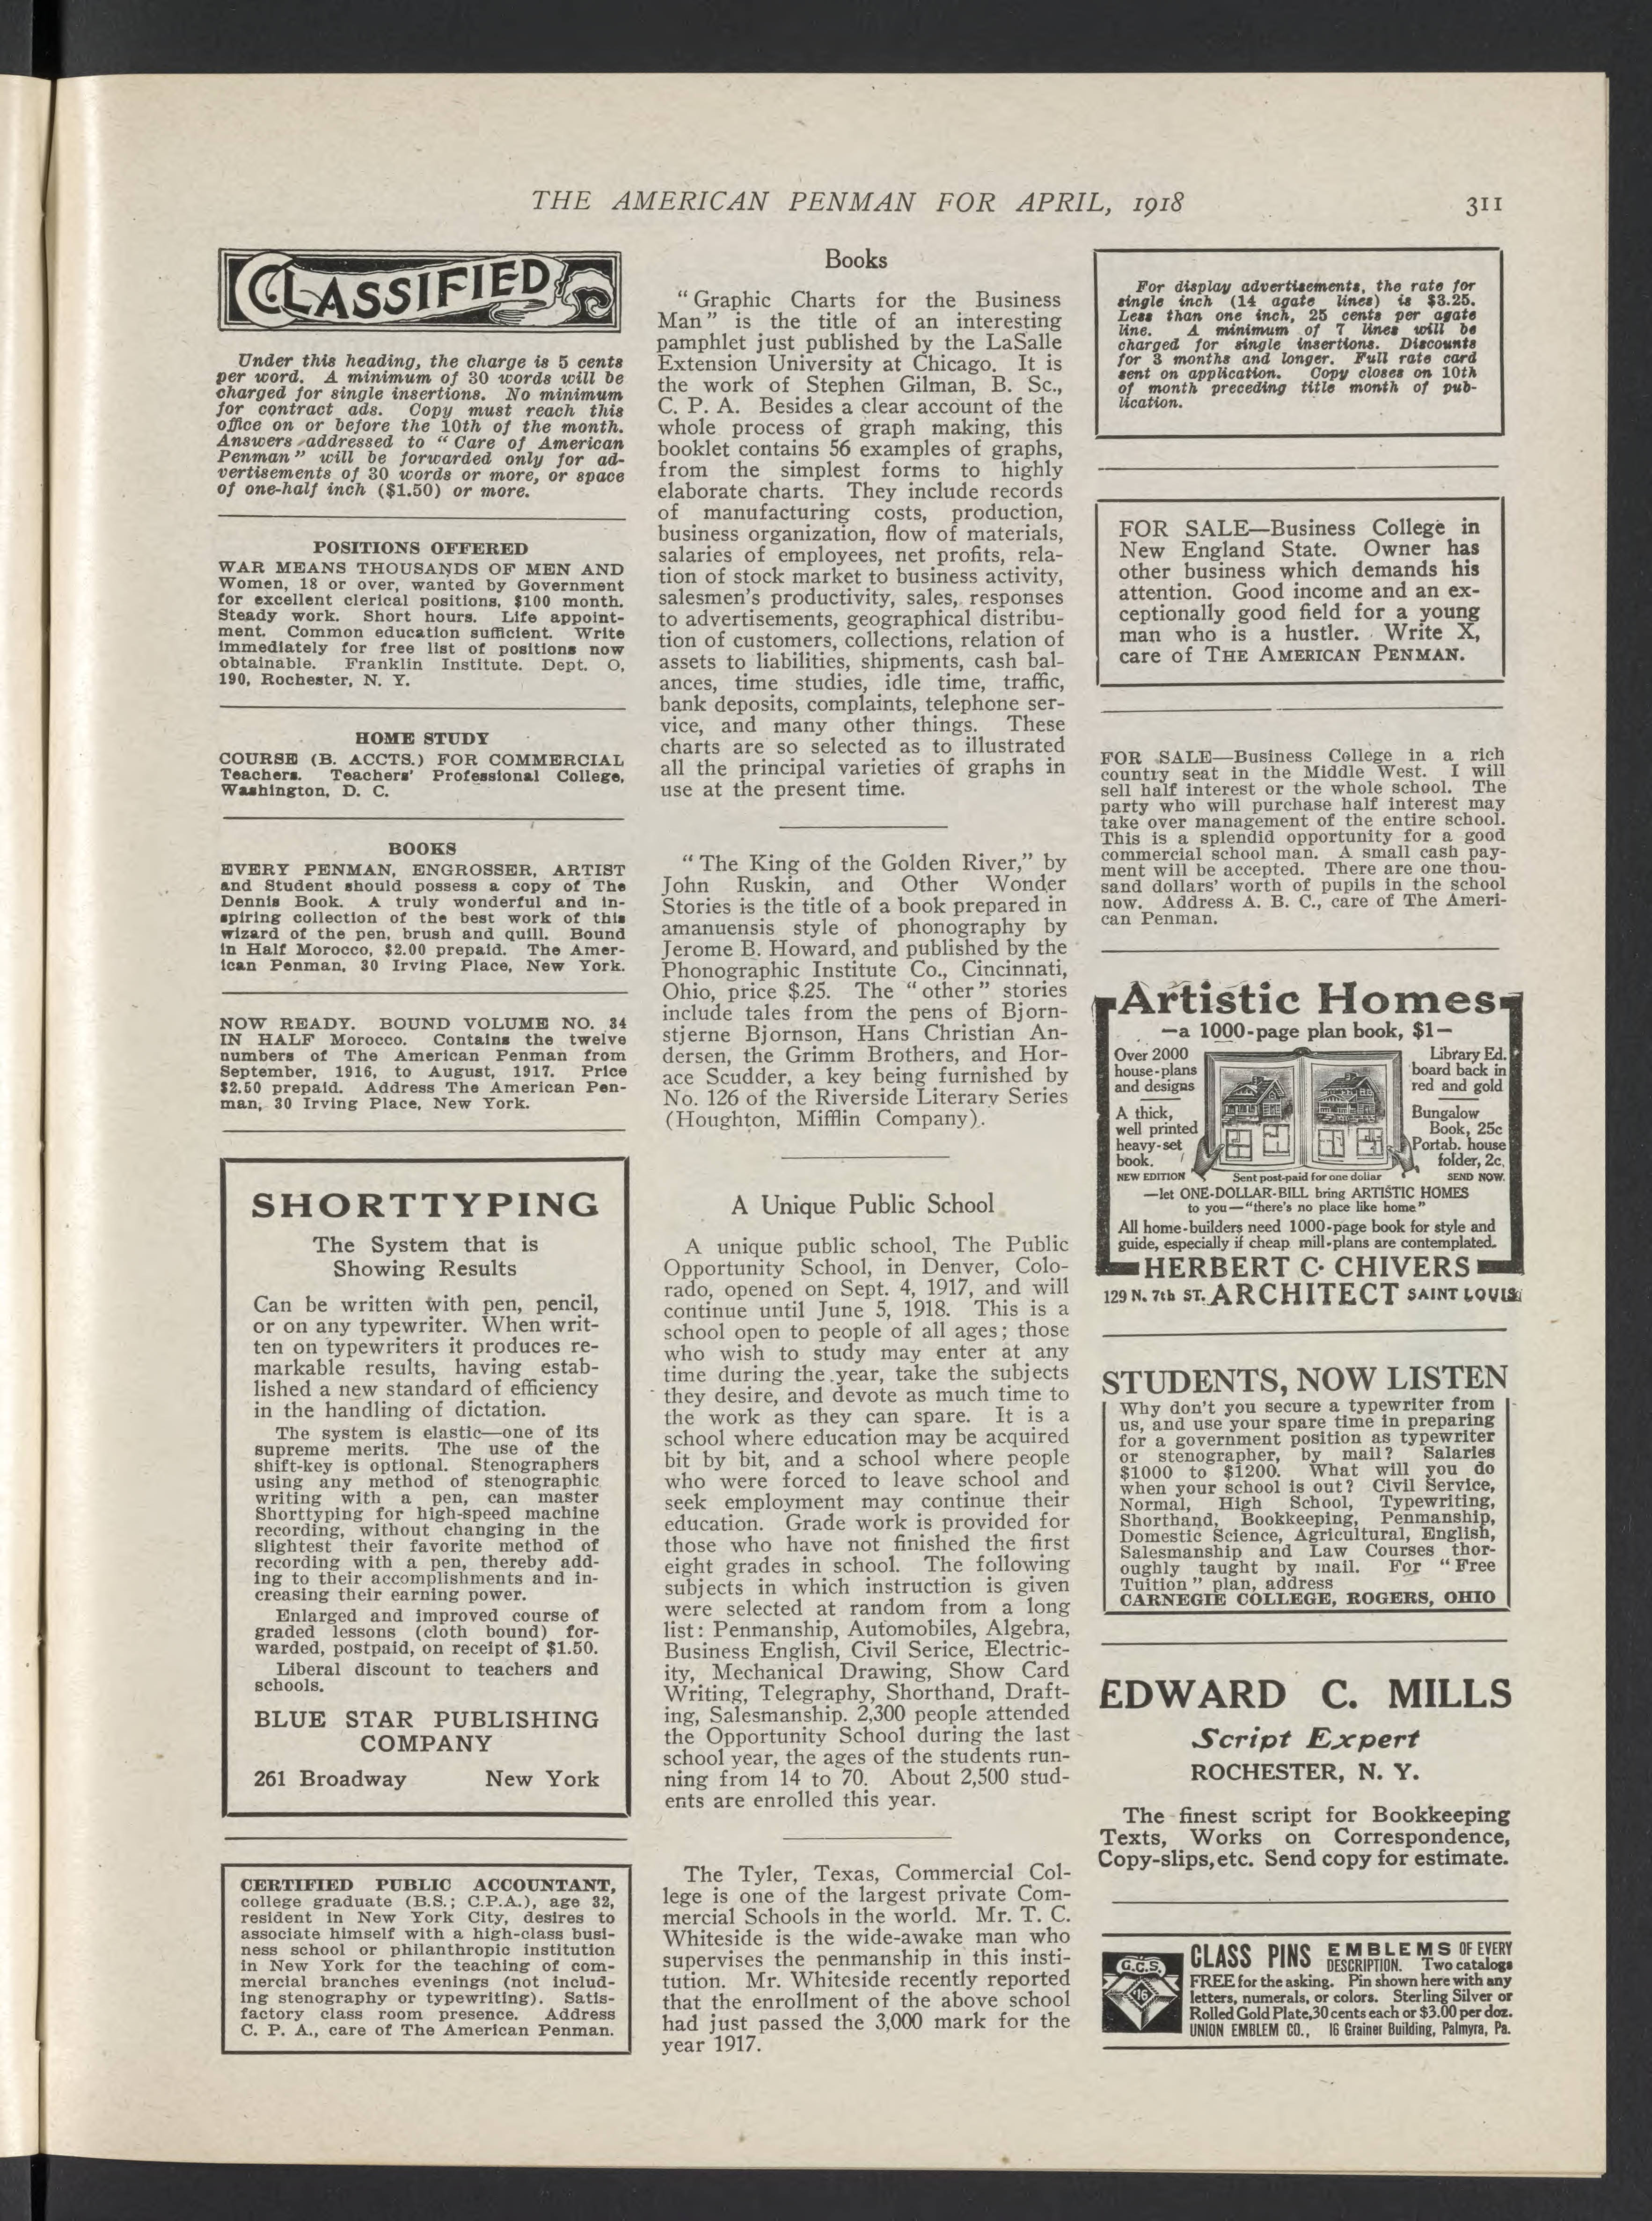 THE AMERICAN PENMAN FOR APRIL, 1918
311
CLASSIFIED
Under this heading, the charge is 5 cents
per word. A minimum of 30 words will be
charged for single insertions. No minimum
for contract ads. Copy must reach this
office on or before the 10th of the month.
Answers addressed to "Care of American
Penman" will be forwarded only for ad-
vertisements of 30 words or more, or space
of one-half inch ($1.50) or more.
POSITIONS OFFERED
WAR MEANS THOUSANDS OF MEN AND
Women, 18 or over, wanted by Government
for excellent clerical positions, $100 month.
Steady work. Short hours. Life appoint-
ment. Common education sufficient. Write
immediately for free list of positions now
obtainable. Franklin Institute. Dept. O,
190, Rochester, N. Y.
HOME STUDY
COURSE (B. ACCTS.) FOR COMMERCIAL
Teachers. Teachers' Professional College,
Washington, D. C.
BOOKS
EVERY PENMAN, ENGROSSER, ARTIST
and Student should possess a copy of The
Dennis Book. A truly wonderful and in-
spiring collection of the best work of this
wizard of the pen, brush and quill. Bound
in Half Morocco, $2.00 prepaid. The Amer-
ican Penman, 30 Irving Place, New York.
NOW READY. BOUND VOLUME NO. 34
IN HALF Morocco. Contains the twelve
numbers of The American Penman from
September, 1916, to August, 1917. Price
$2.50 prepaid. Address The American Pen-
man, 30 Irving Place, New York.
SHORTTYPING
The System that is
Showing Results
Can be written with pen, pencil,
or on any typewriter. When writ-
ten on typewriters it produces re-
markable results, having estab-
lished a new standard of efficiency
in the handling of dictation.
The system is elastic—one of its
supreme merits. The use of the
shift-key is optional. Stenographers
using any method of stenographic
writing with a pen, can master
Shorttyping for high-speed machine
recording, without changing in the
slightest their favorite method of
recording with a pen, thereby add-
ing to their accomplishments and in-
creasing their earning power.
Enlarged and improved course of
graded lessons (cloth bound) for-
warded, postpaid, on receipt of $1.50.
Liberal discount to teachers and
schools.
BLUE STAR PUBLISHING
COMPANY
261 Broadway New York
CERTIFIED PUBLIC ACCOUNTANT,
college graduate (B.S.; C.P.A.), age 32,
resident in New York City, desires to
associate himself with a high-class busi-
ness school or philanthropic institution
in New York for the teaching of com-
mercial branches evenings (not includ-
ing stenography or typewriting). Satis-
factory class room presence. Address
C. P. A., care of The American Penman.
Books
"Graphic Charts for the Business
Man" is the title of an interesting
pamphlet just published by the LaSalle
Extension University at Chicago. It is
the work of Stephen Gilman, B. Sc.,
C. P. A. Besides a clear account of the
whole process of graph making, this
booklet contains 56 examples of graphs,
from the simplest forms to highly
elaborate charts. They include records
of manufacturing costs, production,
business organization, flow of materials,
salaries of employees, net profits, rela-
tion of stock market to business activity,
salesmen's productivity, sales, responses
to advertisements, geographical distribu-
tion of customers, collections, relation of
assets to liabilities, shipments, cash bal-
ances, time studies, idle time, traffic,
bank deposits, complaints, telephone ser-
vice, and many other things. These
charts are so selected as to illustrated
all the principal varieties of graphs in
use at the present time.
"The King of the Golden River," by
John Ruskin, and Other Wonder
Stories is the title of a book prepared in
amanuensis style of phonography by
Jerome B. Howard, and published by the
Phonographic Institute Co., Cincinnati,
Ohio, price $.25. The "other" stories
include tales from the pens of Bjorn-
stjerne Bjornson, Hans Christian An-
dersen, the Grimm Brothers, and Hor-
ace Scudder, a key being furnished by
No. 126 of the Riverside Literary Series
(Houghton, Mifflin Company).
A Unique Public School
A unique public school, The Public
Opportunity School, in Denver, Colo-
rado, opened on Sept. 4, 1917, and will
continue until June 5, 1918. This is a
school open to people of all ages; those
who wish to study may enter at any
time during the year, take the subjects
they desire, and devote as much time to
the work as they can spare. It is a
school where education may be acquired
bit by bit, and a school where people
who were forced to leave school and
seek employment may continue their
education. Grade work is provided for
those who have not finished the first
eight grades in school. The following
subjects in which instruction is given
were selected at random from a long
list: Penmanship, Automobiles, Algebra,
Business English, Civil Serice, Electric-
ity, Mechanical Drawing, Show Card
Writing, Telegraphy, Shorthand, Draft-
ing, Salesmanship. 2,300 people attended
the Opportunity School during the last
school year, the ages of the students run-
ning from 14 to 70. About 2,500 stud-
ents are enrolled this year.
The Tyler, Texas, Commercial Col-
lege is one of the largest private Com-
mercial Schools in the world. Mr. T. C.
Whiteside is the wide-awake man who
supervises the penmanship in this insti-
tution. Mr. Whiteside recently reported
that the enrollment of the above school
had just passed the 3,000 mark for the
year 1917.
For display advertisements, the rate for
single inch (14 agate lines) is $3.25.
Less than one inch, 25 cents per agate
line. A minimum of 7 lines will be
charged for single insertions. Discounts
for 3 months and longer. Full rate card
sent on application. Copy closes on 10th
of month preceding title month of pub-
lication.
FOR SALE—Business College in
New England State. Owner has
other business which demands his
attention. Good income and an ex-
ceptionally good field for a young
man who is a hustler. Write X,
care of THE AMERICAN PENMAN.
FOR SALE—Business College in a rich
country seat in the Middle West. I will
sell half interest or the whole school. The
party who will purchase half interest may
take over management of the entire school.
This is a splendid opportunity for a good
commercial school man. A small cash pay-
ment will be accepted. There are one thou-
sand dollars' worth of pupils in the school
now. Address A. B. C., care of The Ameri-
can Penman.
Artistic Homes
—a 1000-page plan book, $1—
Over 2000
house-plans
and designs
A thick,
well printed
heavy-set
book.
NEW EDITION
Library Ed.
board back in
red and gold
Bungalow
Book, 25c
Portab. house
folder, 2c.
SEND NOW.
Sent post-paid for one dollar
—let ONE-DOLLAR-BILL bring ARTISTIC HOMES
to you—"there's no place like home"
All home-builders need 1000-page book for style and
guide, especially if cheap mill-plans are contemplated.
HERBERT C. CHIVERS
129 N. 7th ST. ARCHITECT SAINT LOUIS
STUDENTS, NOW LISTEN
Why don't you secure a typewriter from
us, and use your spare time in preparing
for a government position as typewriter
or stenographer, by mail? Salaries
$1000 to $1200. What will you do
when your school is out? Civil Service,
Normal, High School, Typewriting,
Shorthand, Bookkeeping, Penmanship,
Domestic Science, Agricultural, English,
Salesmanship and Law Courses thor-
oughly taught by mail. For "Free
Tuition" plan, address
CARNEGIE COLLEGE, ROGERS, OHIO
EDWARD C. MILLS
Script Expert
ROCHESTER, N. Y.
The finest script for Bookkeeping
Texts, Works on Correspondence,
Copy-slips, etc. Send copy for estimate.
G.C.S.
'16
CLASS PINS EMBLEMS OF EVERY
DESCRIPTION. Two catalogs
FREE for the asking. Pin shown here with any
letters, numerals, or colors. Sterling Silver or
Rolled Gold Plate, 30 cents each or $3.00 per doz.
UNION EMBLEM CO., 16 Grainer Building, Palmyra, Pa.